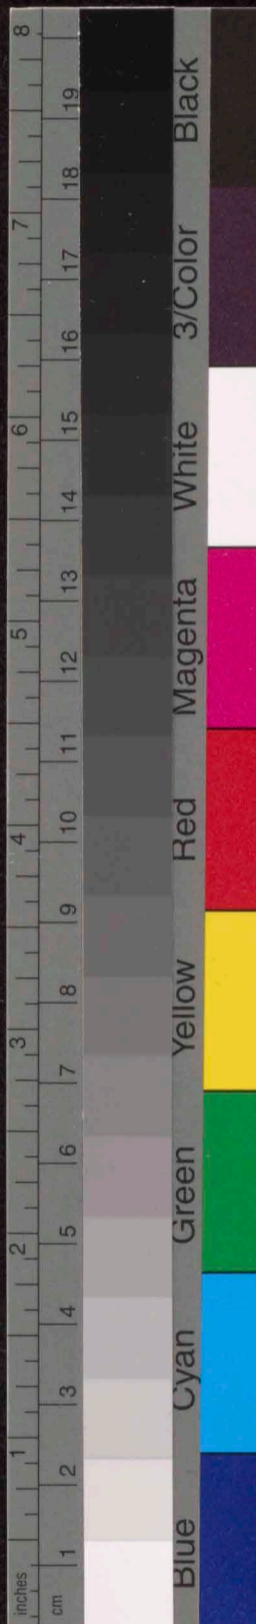 inches 1 2 3 4 5 6 7 8
cm 1 2 3 4 5 6 7 8 9 10 11 12 13 14 15 16 17 18 19
Blue Cyan Green Yellow Red Magenta White 3/Color Black